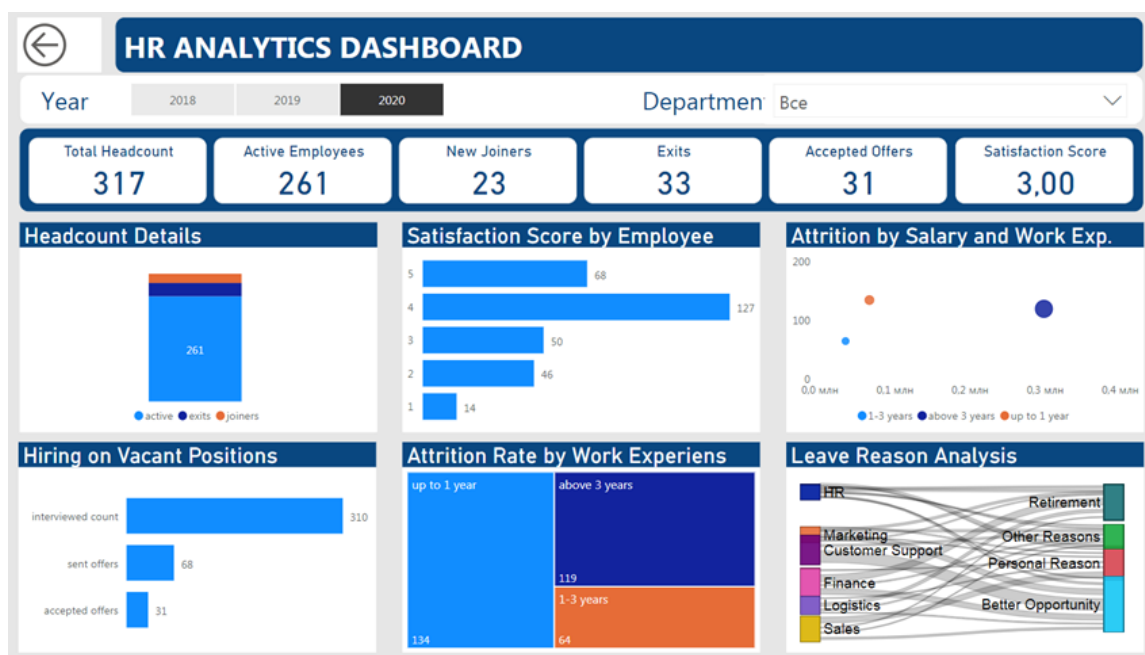 HR ANALYTICS DASHBOARD
Year
2018
2019
2020
Departmen
Все
Total Headcount
317
Active Employees
261
New Joiners
23
Exits
33
Accepted Offers
31
Satisfaction Score
3,00
Headcount Details
261
active exits joiners
Satisfaction Score by Employee
5 68
4 127
3 50
2 46
1 14
Attrition by Salary and Work Exp.
200
100
0
0,0 млн 0,1 млн 0,2 млн 0,3 млн 0,4 млн
1-3 years above 3 years up to 1 year
Hiring on Vacant Positions
interviewed count 310
sent offers 68
accepted offers 31
Attrition Rate by Work Experiens
up to 1 year
134
above 3 years
119
1-3 years
64
Leave Reason Analysis
HR
Marketing
Customer Support
Finance
Logistics
Sales
Retirement
Other Reasons
Personal Reason
Better Opportunity